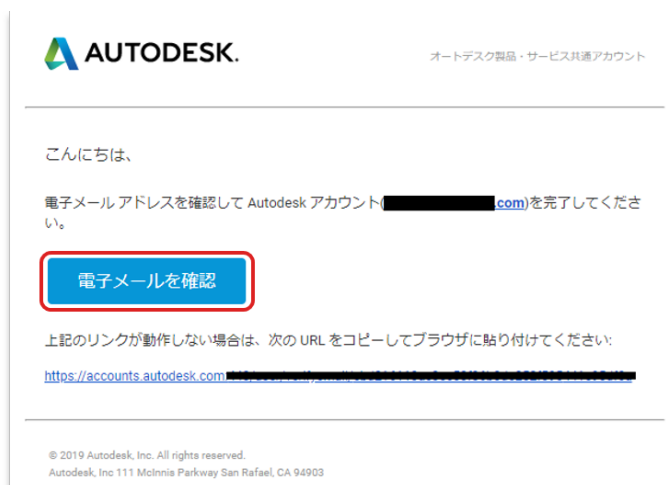 AUTODESK.
オートデスク製品・サービス共通アカウント
こんにちは、
電子メール アドレスを確認して Autodesk アカウント( .com)を完了してくださ
い。
電子メールを確認
上記のリンクが動作しない場合は、次の URL をコピーしてブラウザに貼り付けてください:
https://accounts.autodesk.com
© 2019 Autodesk, Inc. All rights reserved.
Autodesk, Inc 111 McInnis Parkway San Rafael, CA 94903